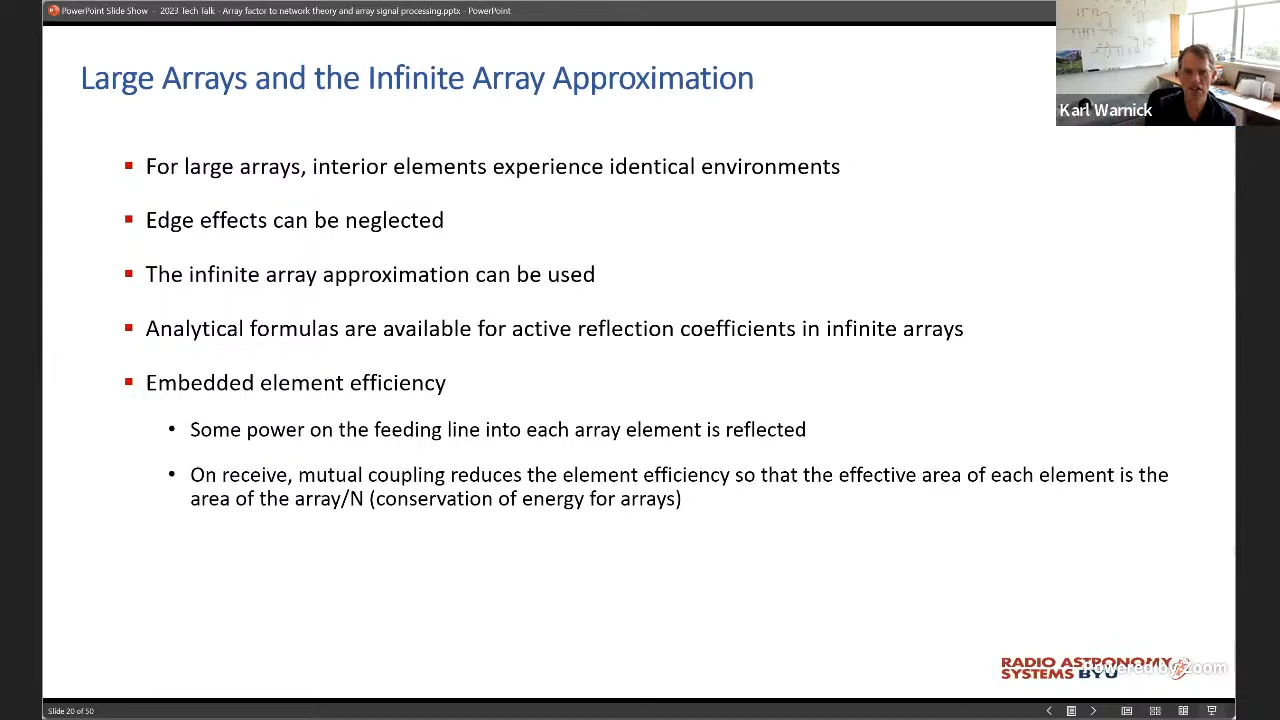 PowerPoint Slide Show - 2023 Tech Talk - Array factor to network theory and array signal processing.pptx - PowerPoint
Large Arrays and the Infinite Array Approximation
Karl Warnick
For large arrays, interior elements experience identical environments
Edge effects can be neglected
The infinite array approximation can be used
Analytical formulas are available for active reflection coefficients in infinite arrays
Embedded element efficiency
Some power on the feeding line into each array element is reflected
On receive, mutual coupling reduces the element efficiency so that the effective area of each element is the
area of the array/N (conservation of energy for arrays)
RADIO ASTRONOMY
SYSTEMS BYU
Powered by Zoom
Slide 20 of 50